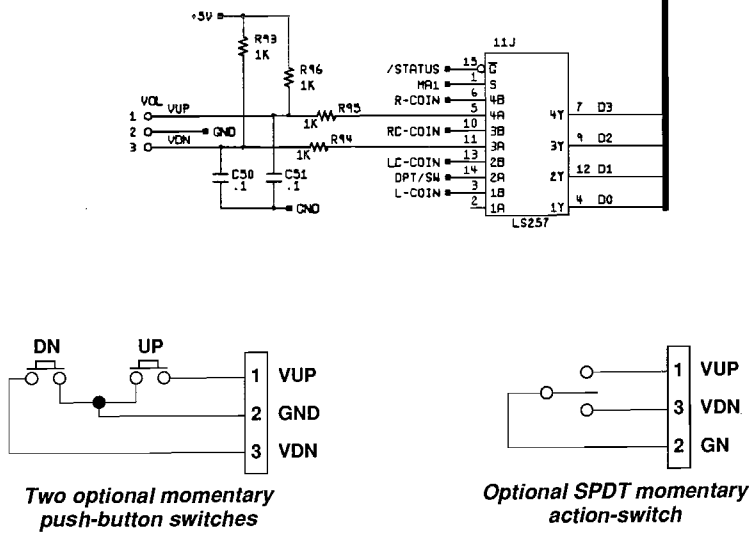 +5V
R93
1K
R96
1K
11J
/STATUS 15 G
MA1 1 S
R-COIN 6 4B
5 4A 4Y 7 D3
RC-COIN 10 3B
11 3A 3Y 9 D2
LC-COIN 13 2B
DPT/SW 14 2A 2Y 12 D1
L-COIN 3 1B
2 1A 1Y 4 D0
LS257
VOL
1 VUP
2 GND
3 VDN
R95
1K
R94
1K
C50
.1
C51
.1
GND
DN UP
1 VUP
2 GND
3 VDN
Two optional momentary
push-button switches
1 VUP
3 VDN
2 GN
Optional SPDT momentary
action-switch